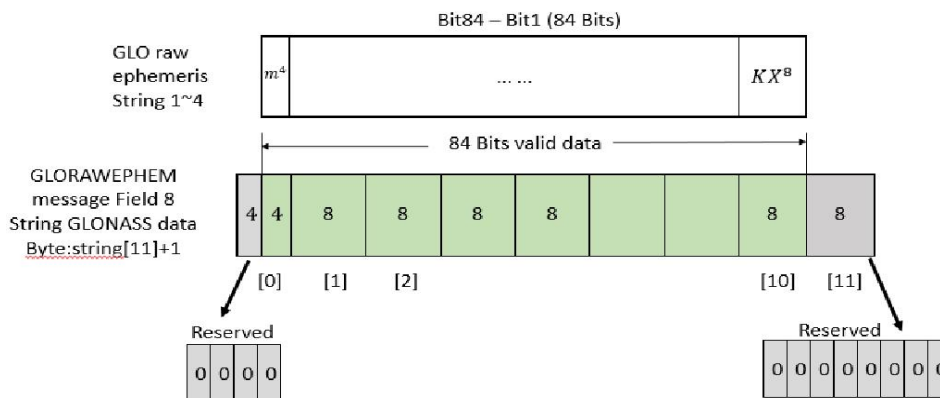 Bit84 – Bit1 (84 Bits)
GLO raw
ephemeris
String 1~4
m⁴
... ...
KX⁸
84 Bits valid data
GLORAWEPHEM
message Field 8
String GLONASS data
Byte:string[11]+1
4 4 8 8 8 8 8 8
[0] [1] [2] [10] [11]
Reserved
0 0 0 0
Reserved
0 0 0 0 0 0 0 0